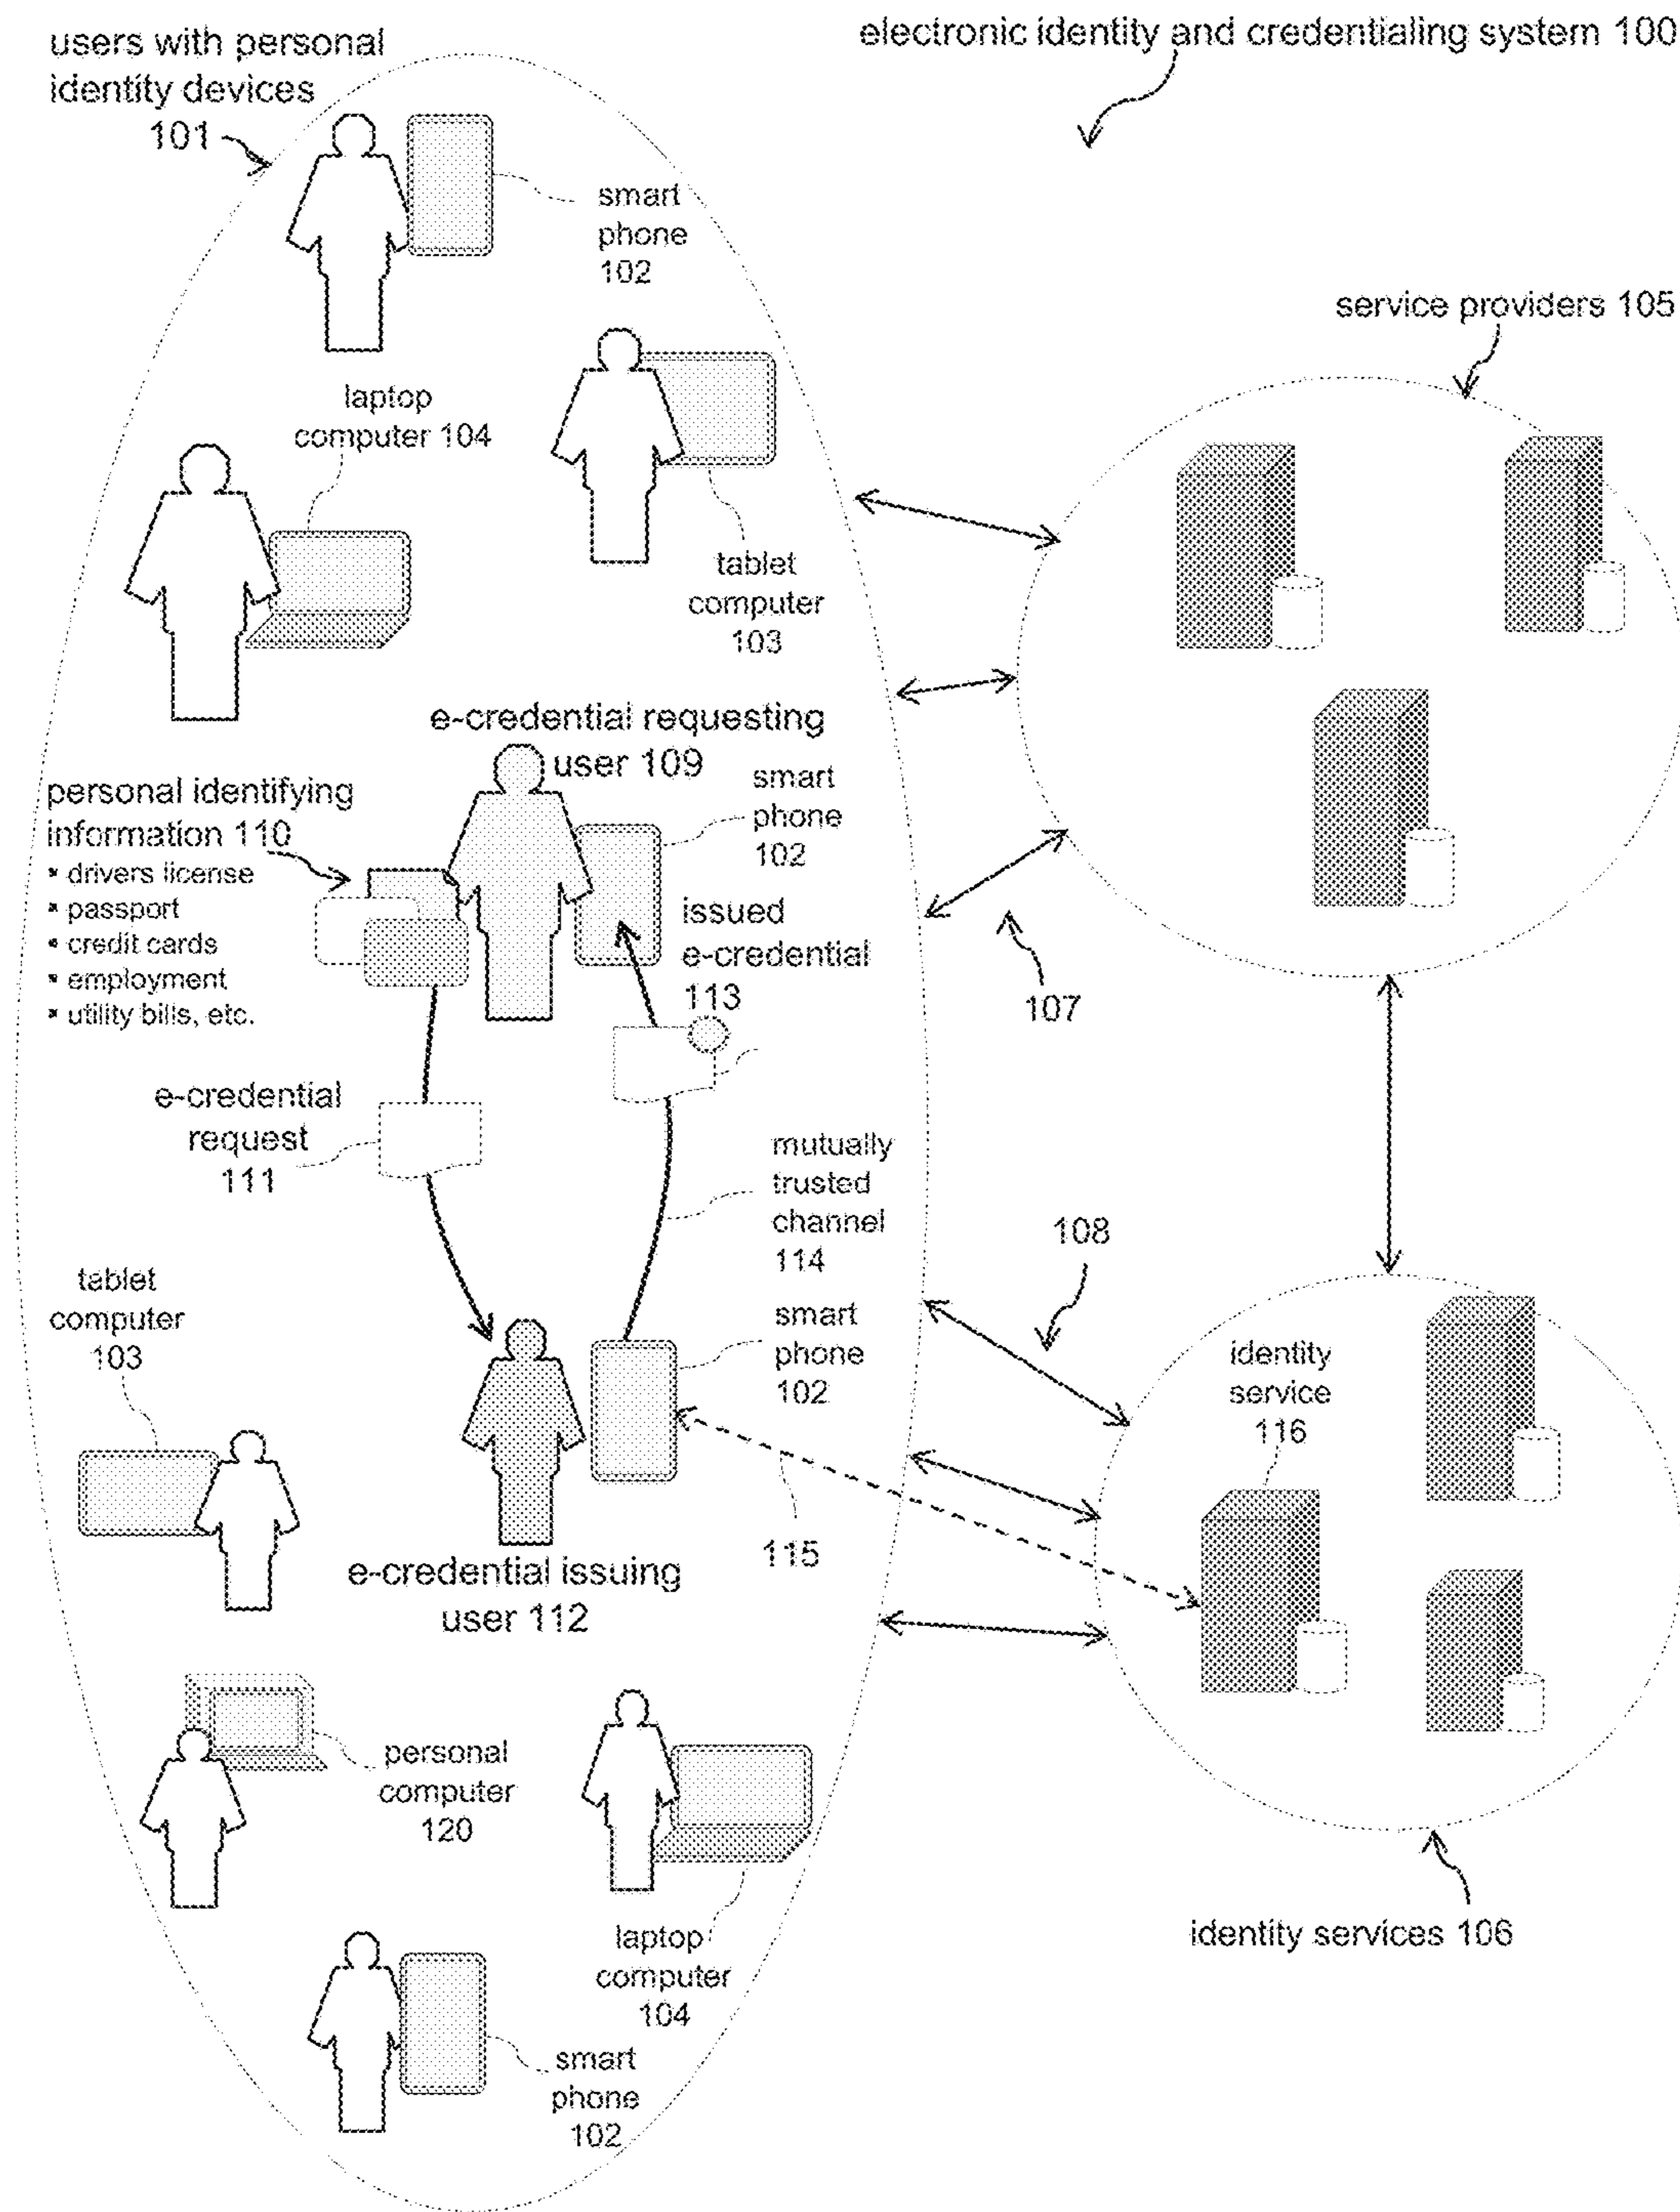 electronic identity and credentialing system 100
users with personal
identity devices
101
smart
phone
102
service providers 105
laptop
computer 104
tablet
computer
103
e-credential requesting
user 109
smart
phone
102
personal identifying
information 110
▪ drivers license
▪ passport
▪ credit cards
▪ employment
▪ utility bills, etc.
issued
e-credential
113
107
e-credential
request
111
mutually
trusted
channel
114
108
tablet
computer
103
smart
phone
102
identity
service
116
115
e-credential issuing
user 112
personal
computer
120
laptop
computer
104
identity services 106
smart
phone
102